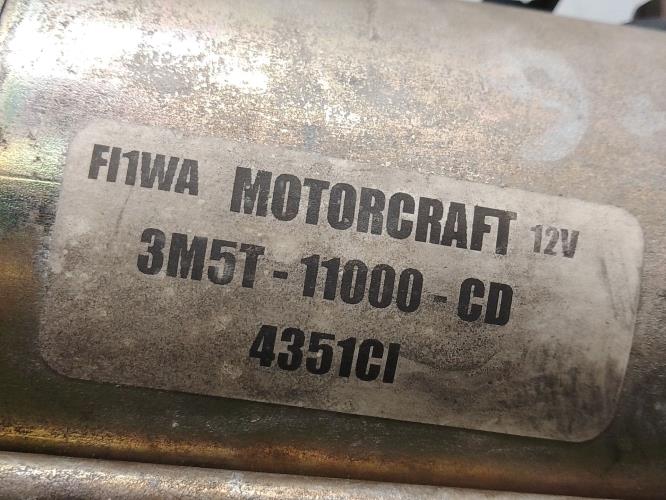 FI1WA MOTORCRAFT 12V
3M5T - 11000 - CD
4351CI